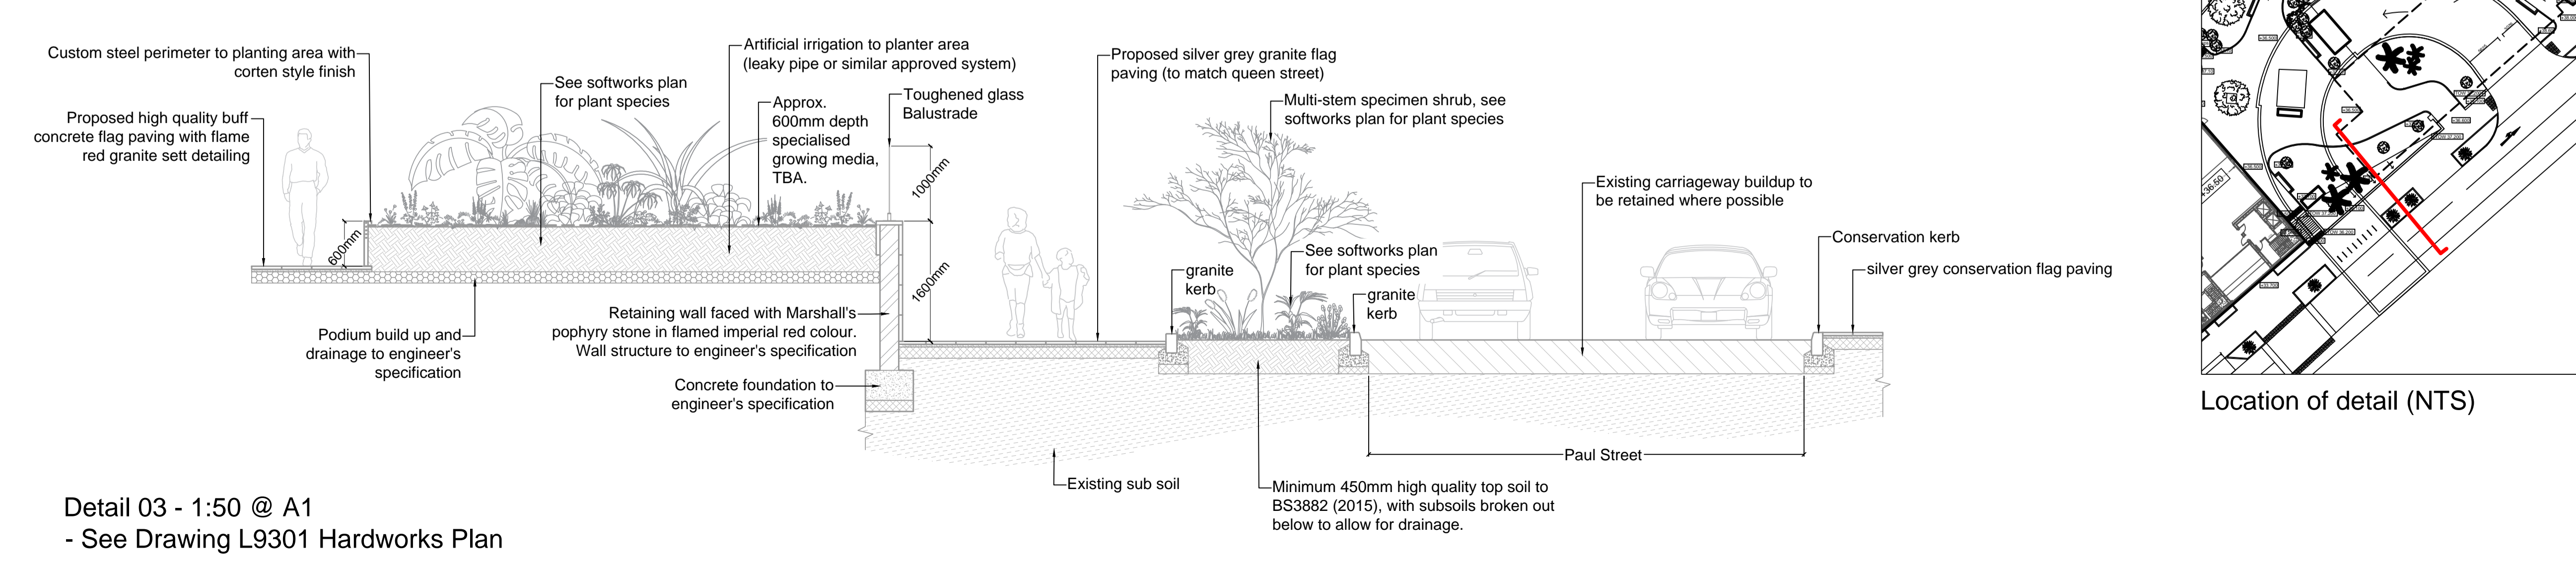 Custom steel perimeter to planting area with
corten style finish
Proposed high quality buff
concrete flag paving with flame
red granite sett detailing
600mm
See softworks plan
for plant species
Artificial irrigation to planter area
(leaky pipe or similar approved system)
Approx.
600mm depth
specialised
growing media,
TBA.
Toughened glass
Balustrade
1000mm
1600mm
Proposed silver grey granite flag
paving (to match queen street)
Multi-stem specimen shrub, see
softworks plan for plant species
Existing carriageway buildup to
be retained where possible
Conservation kerb
silver grey conservation flag paving
granite
kerb
See softworks plan
for plant species
granite
kerb
Podium build up and
drainage to engineer's
specification
Retaining wall faced with Marshall's
pophyry stone in flamed imperial red colour.
Wall structure to engineer's specification
Concrete foundation to
engineer's specification
Paul Street
Existing sub soil
Minimum 450mm high quality top soil to
BS3882 (2015), with subsoils broken out
below to allow for drainage.
Detail 03 - 1:50 @ A1
- See Drawing L9301 Hardworks Plan
+36.50
Location of detail (NTS)